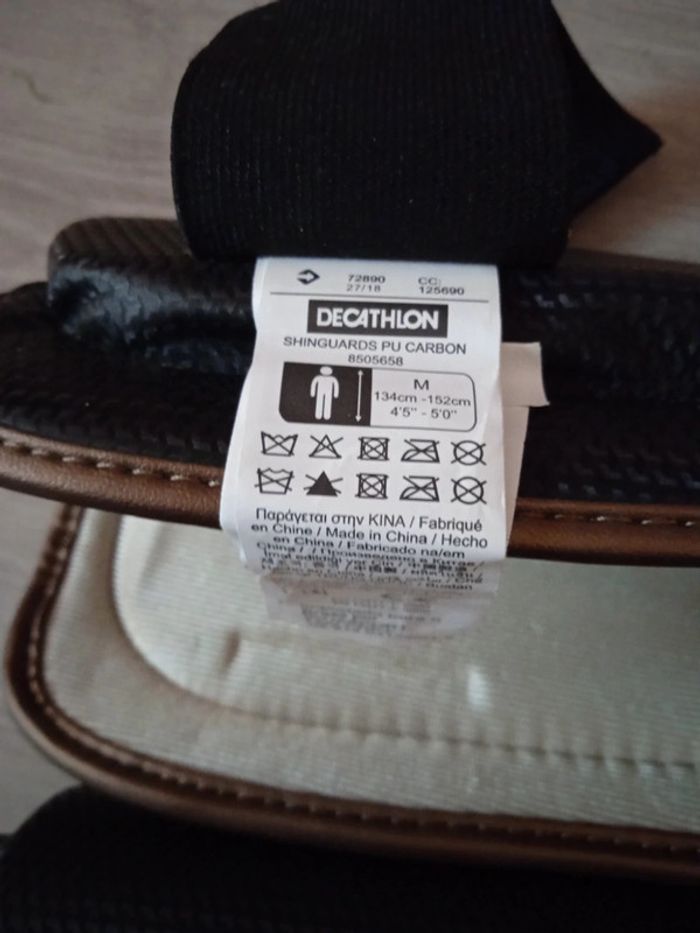 72890 CC:
27/18 125690
DECATHLON
SHINGUARDS PU CARBON
8505658
M
134cm -152cm
4'5" - 5'0"
Παράγεται στην ΚΙΝΑ / Fabriqué
en Chine / Made in China / Hecho
en China / Fabricado na/em
China /